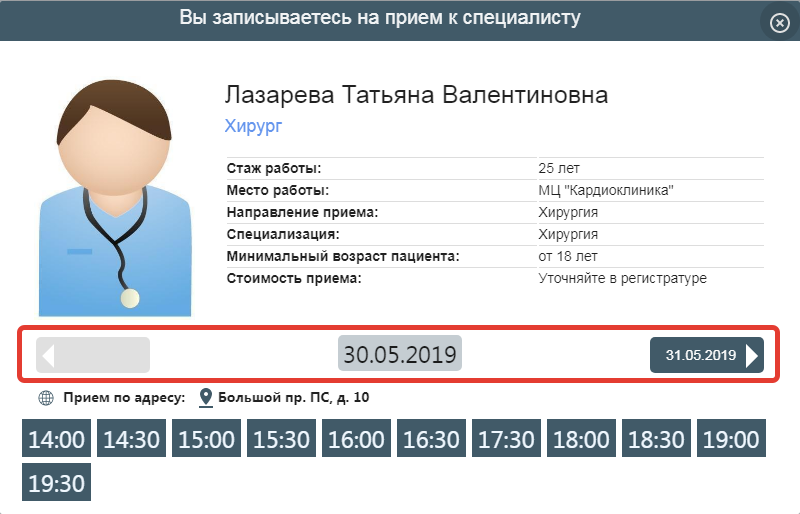 Вы записываетесь на прием к специалисту
Лазарева Татьяна Валентиновна
Хирург
Стаж работы: 25 лет
Место работы: МЦ "Кардиоклиника"
Направление приема: Хирургия
Специализация: Хирургия
Минимальный возраст пациента: от 18 лет
Стоимость приема: Уточняйте в регистратуре
30.05.2019 31.05.2019
Прием по адресу: Большой пр. ПС, д. 10
14:00 14:30 15:00 15:30 16:00 16:30 17:30 18:00 18:30 19:00
19:30